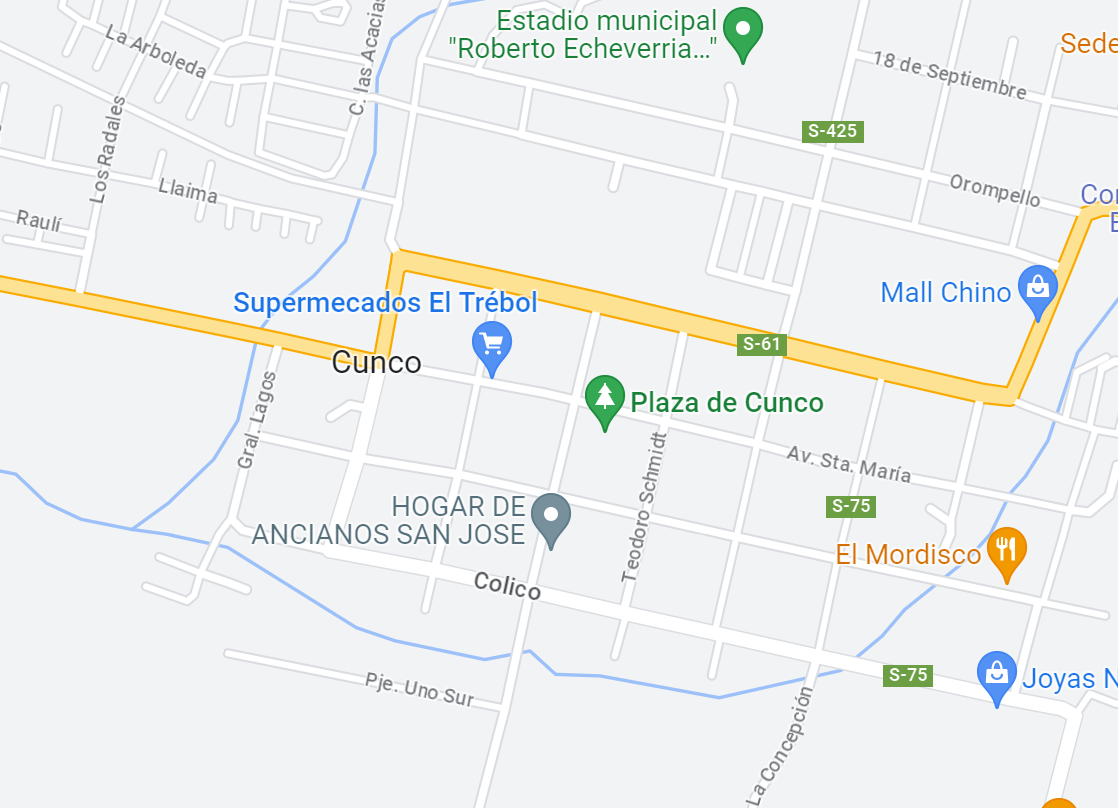 Estadio municipal
"Roberto Echeverria..."
Sede
La Arboleda
C. las Acacias
18 de Septiembre
S-425
Los Radales
Llaima
Orompello
Raulí
Mall Chino
Supermecados El Trébol
S-61
Cunco
Plaza de Cunco
Gral. Lagos
Av. Sta. María
Teodoro Schmidt
HOGAR DE
ANCIANOS SAN JOSE
S-75
El Mordisco
Colico
S-75
Joyas N
Pje. Uno Sur
La Concepción